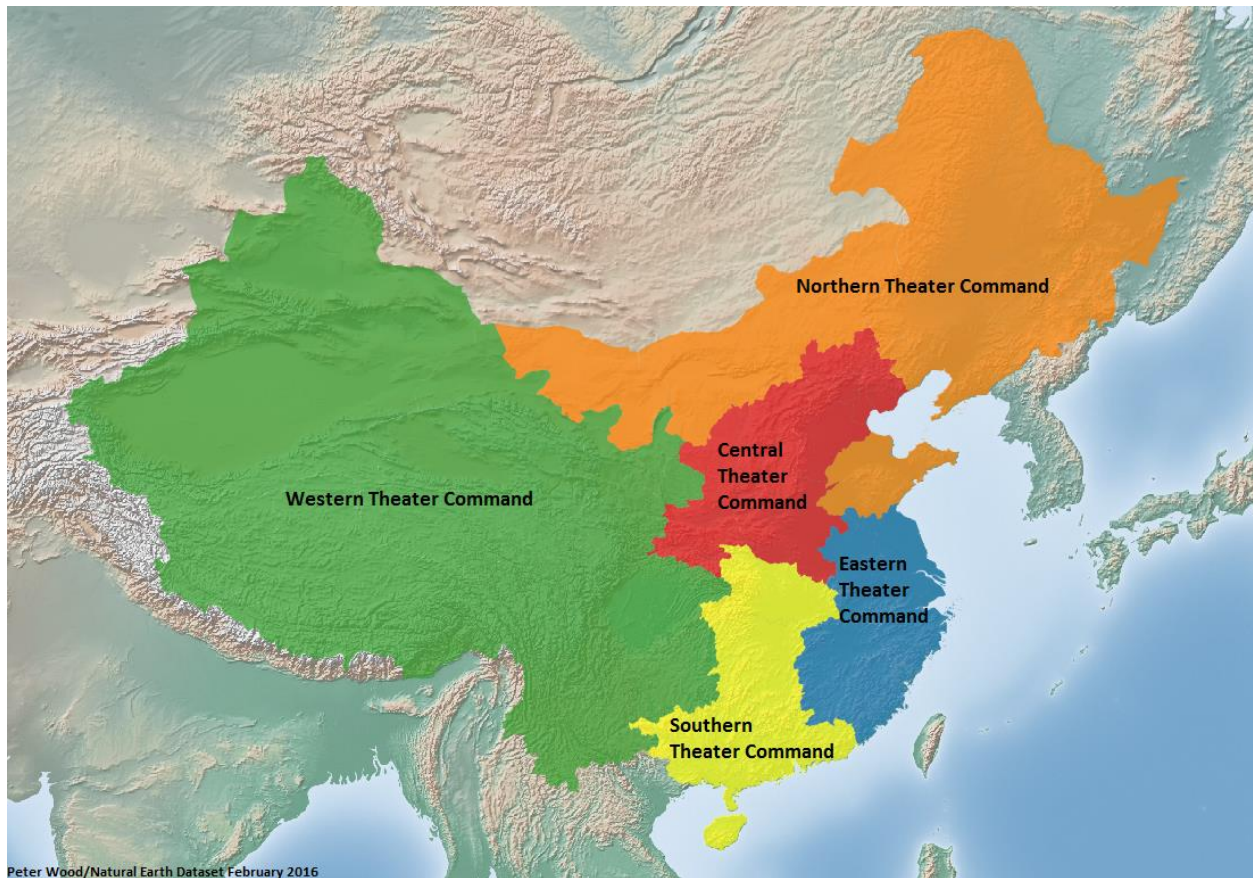 Northern Theater Command
Central
Theater
Command
Western Theater Command
Eastern
Theater
Command
Southern
Theater Command
Peter Wood/Natural Earth Dataset February 2016